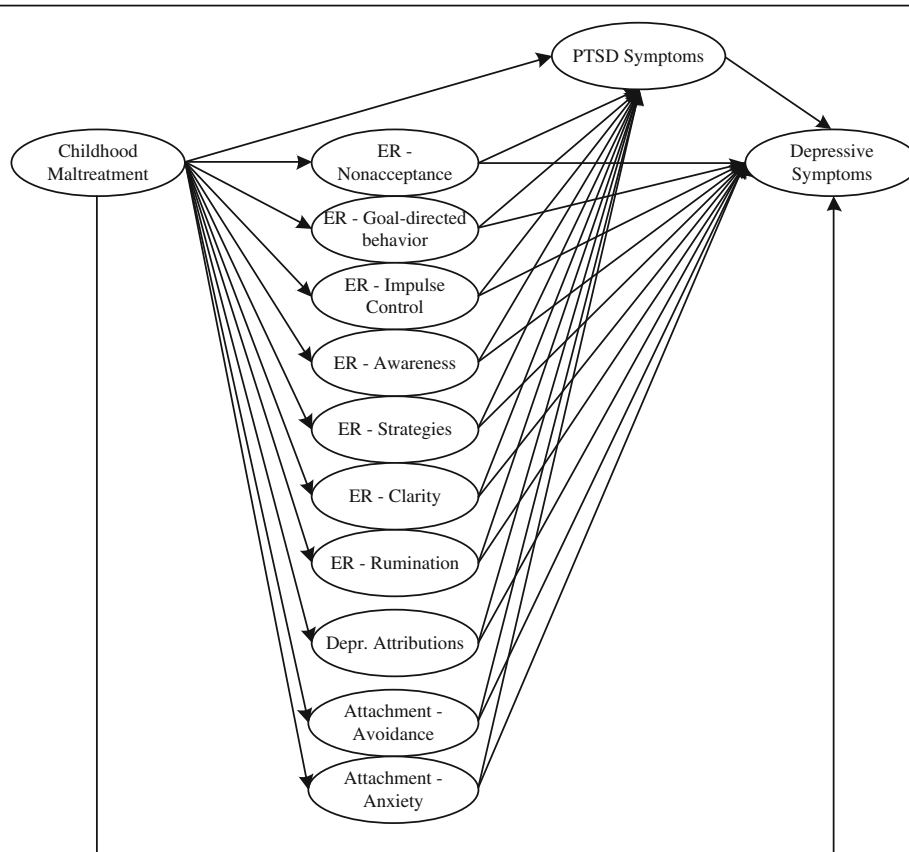 PTSD Symptoms
Childhood
Maltreatment
ER -
Nonacceptance
Depressive
Symptoms
ER - Goal-directed
behavior
ER - Impulse
Control
ER - Awareness
ER - Strategies
ER - Clarity
ER - Rumination
Depr. Attributions
Attachment -
Avoidance
Attachment -
Anxiety